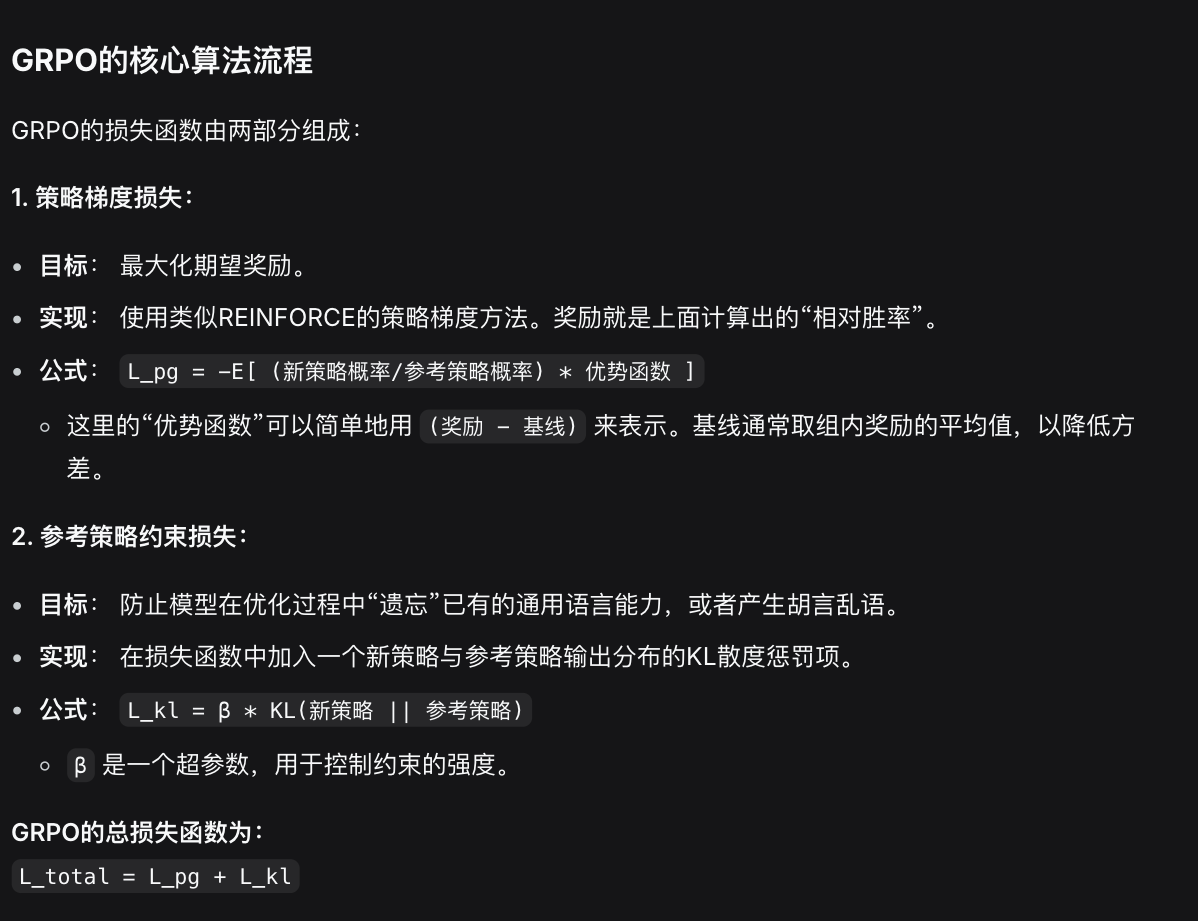 GRPO的核心算法流程
GRPO的损失函数由两部分组成：
1. 策略梯度损失：
• 目标： 最大化期望奖励。
• 实现： 使用类似REINFORCE的策略梯度方法。奖励就是上面计算出的“相对胜率”。
• 公式： L_pg = -E[ (新策略概率/参考策略概率) * 优势函数 ]
○ 这里的“优势函数”可以简单地用 (奖励 - 基线) 来表示。基线通常取组内奖励的平均值，以降低方
差。
2. 参考策略约束损失：
• 目标： 防止模型在优化过程中“遗忘”已有的通用语言能力，或者产生胡言乱语。
• 实现： 在损失函数中加入一个新策略与参考策略输出分布的KL散度惩罚项。
• 公式： L_kl = β * KL(新策略 || 参考策略)
○ β 是一个超参数，用于控制约束的强度。
GRPO的总损失函数为：
L_total = L_pg + L_kl